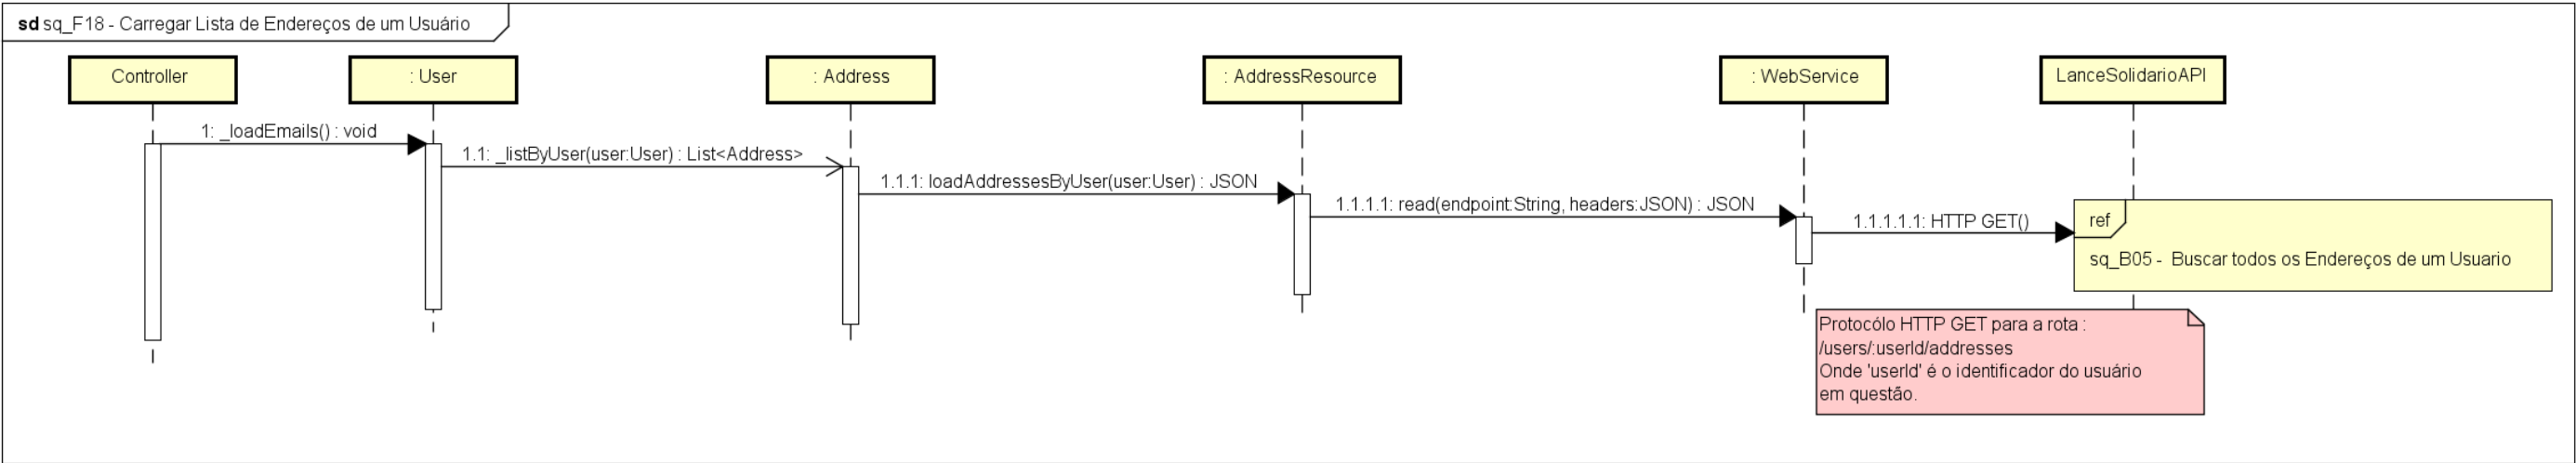 sd sq_F18 - Carregar Lista de Endereços de um Usuário
Controller
: User
: Address
: AddressResource
: WebService
LanceSolidarioAPI
1: _loadEmails() : void
1.1: _listByUser(user:User) : List<Address>
1.1.1: loadAddressesByUser(user:User) : JSON
1.1.1.1: read(endpoint:String, headers:JSON) : JSON
1.1.1.1.1: HTTP GET()
ref
sq_B05 - Buscar todos os Endereços de um Usuario
Protocólo HTTP GET para a rota :
/users/:userId/addresses
Onde 'userId' é o identificador do usuário
em questão.